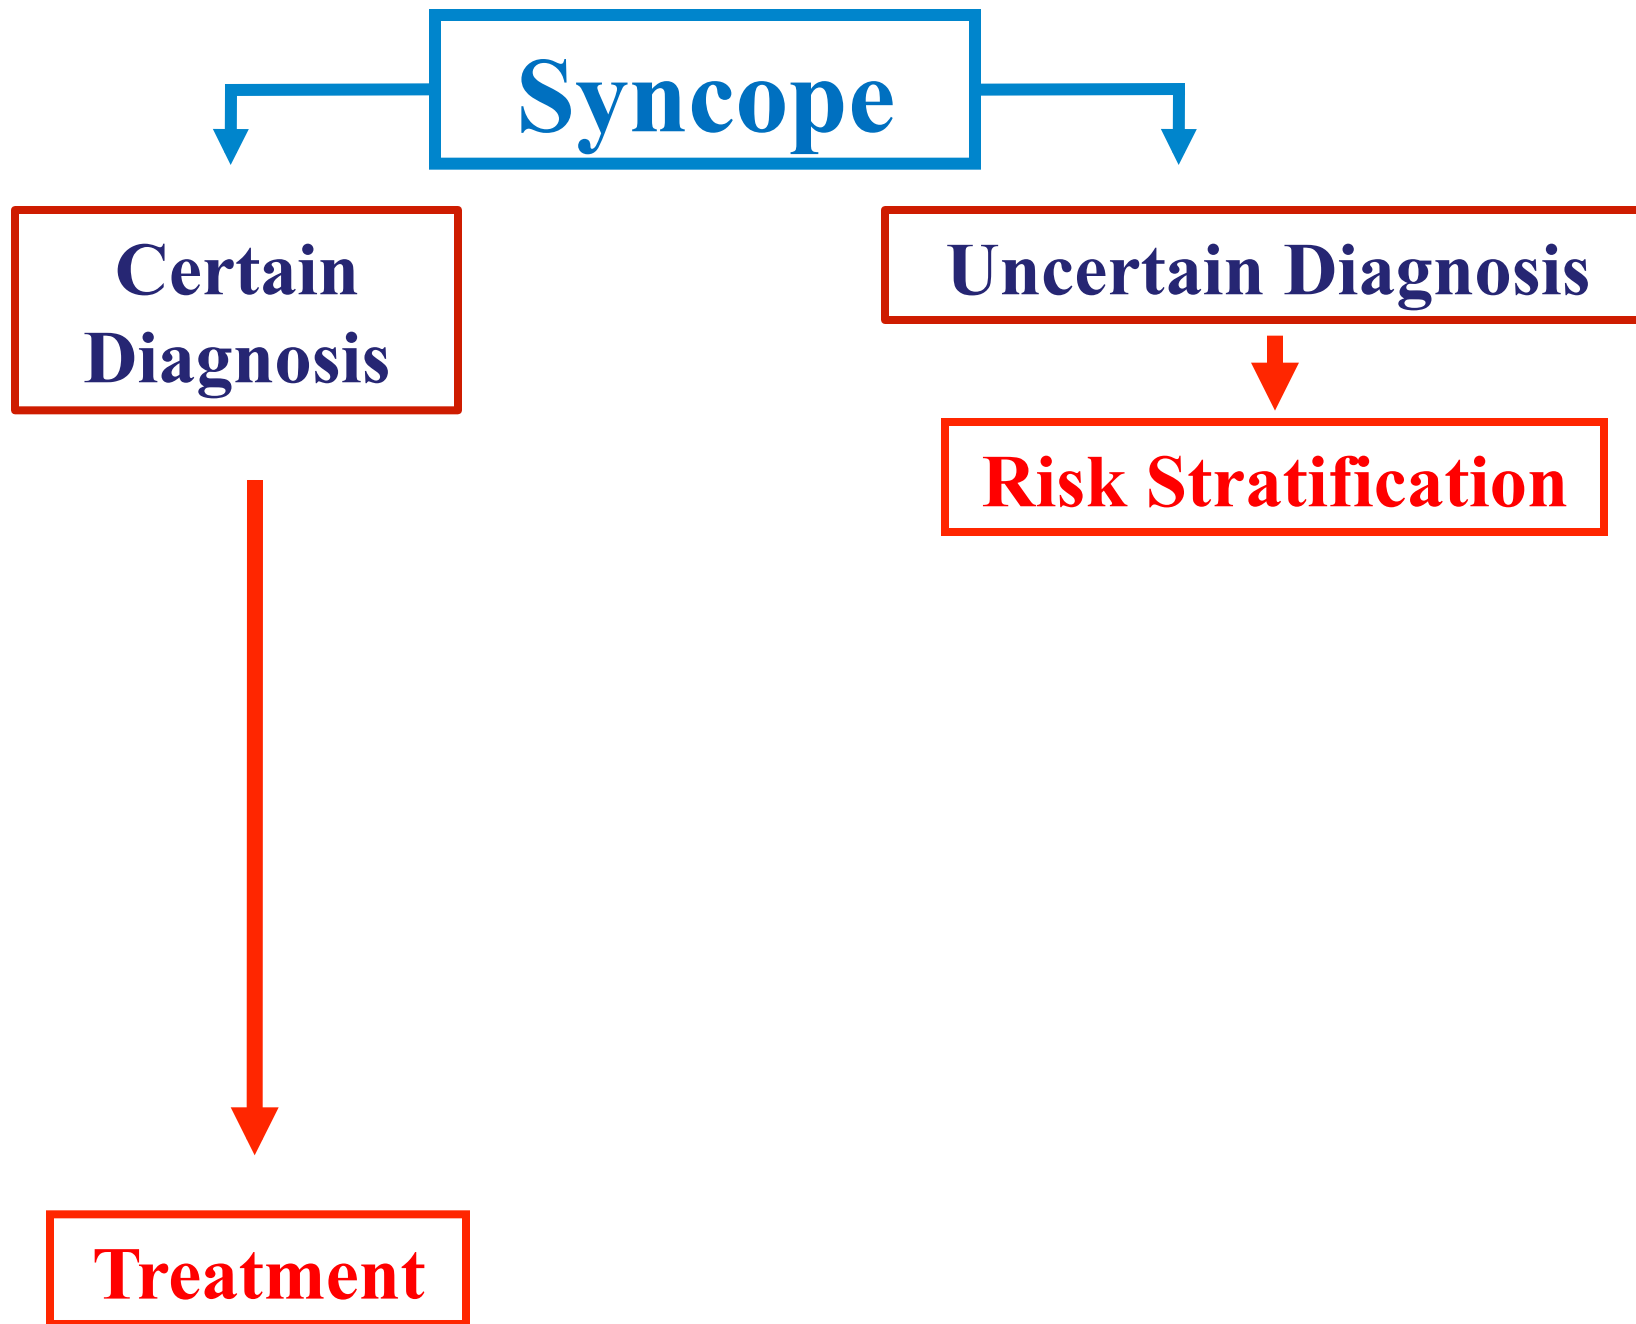 Syncope
Certain
Diagnosis
Uncertain Diagnosis
Risk Stratification
Treatment